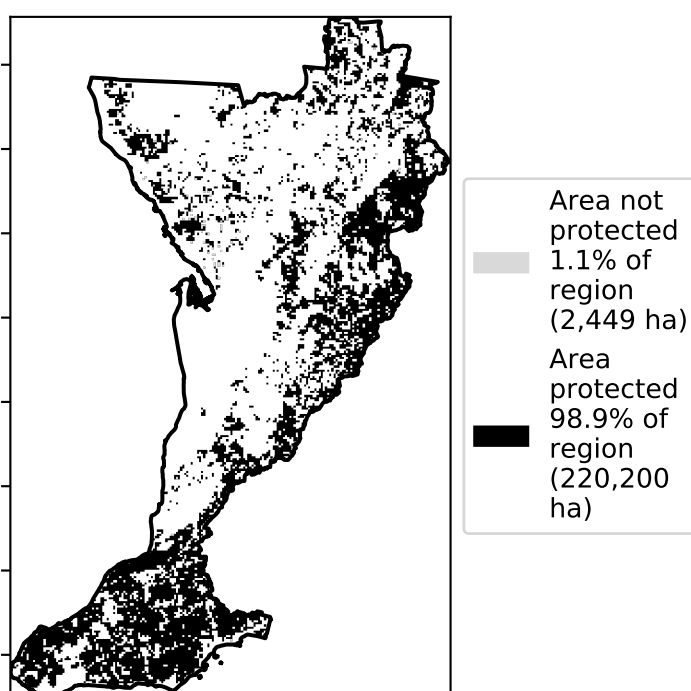 Area not
protected
1.1% of
region
(2,449 ha)
Area
protected
98.9% of
region
(220,200
ha)